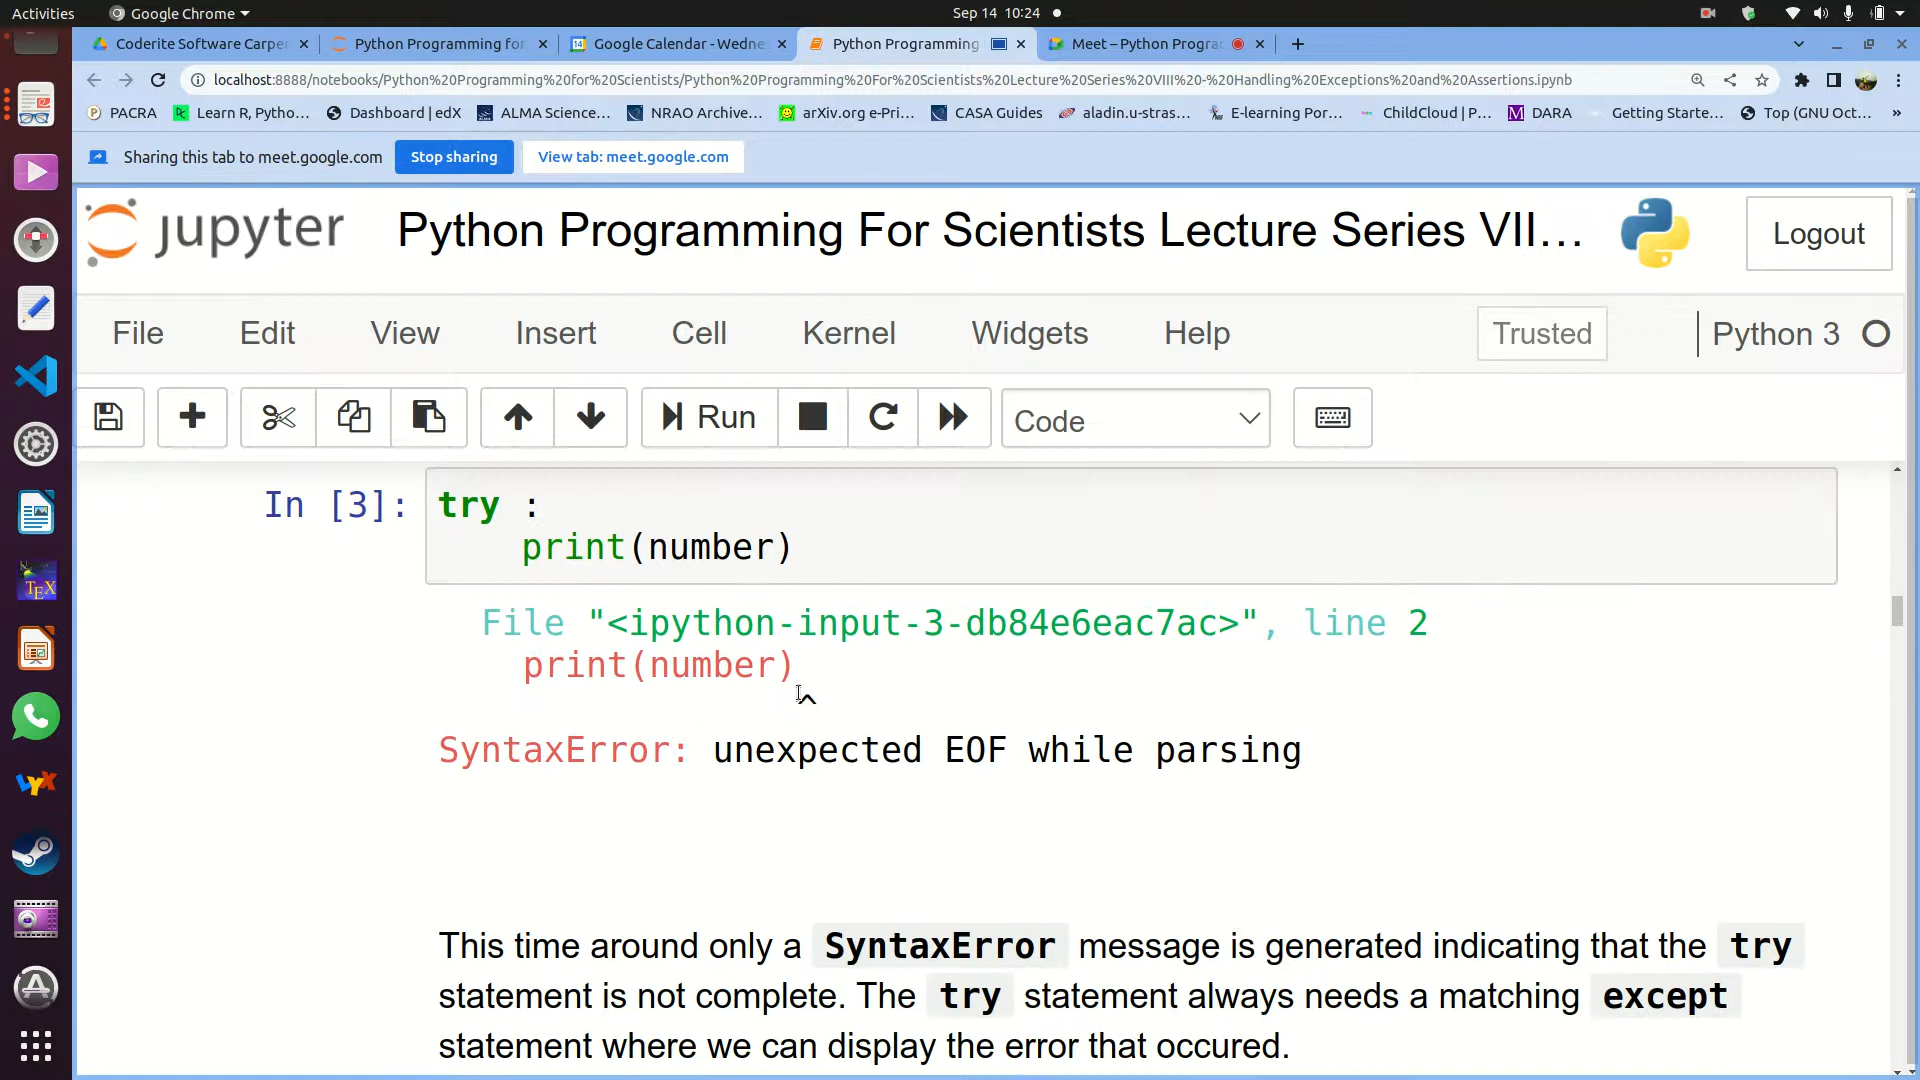 Activities
Google Chrome
Sep 14 10:24
Coderite Software Carpe
Python Programming for
Google Calendar - Wedne
Python Programming
Meet – Python Progra
localhost:8888/notebooks/Python%20Programming%20for%20Scientists/Python%20Programming%20For%20Scientists%20Lecture%20Series%20VIII%20-%20Handling%20Exceptions%20and%20Assertions.ipynb
PACRA
Learn R, Pytho...
Dashboard | edX
ALMA Science...
NRAO Archive...
arXiv.org e-Pri...
CASA Guides
aladin.u-stras...
E-learning Por...
ChildCloud | P...
DARA
Getting Starte...
Top (GNU Oct...
»
Sharing this tab to meet.google.com
Stop sharing
View tab: meet.google.com
jupyter
Python Programming For Scientists Lecture Series VII...
Logout
File
Edit
View
Insert
Cell
Kernel
Widgets
Help
Trusted
Python 3
Run
Code
In [3]:
try :
print(number)
File "<ipython-input-3-db84e6eac7ac>", line 2
print(number)
^
SyntaxError: unexpected EOF while parsing
This time around only a SyntaxError message is generated indicating that the try
statement is not complete. The try statement always needs a matching except
statement where we can display the error that occured.
TEX
LYX